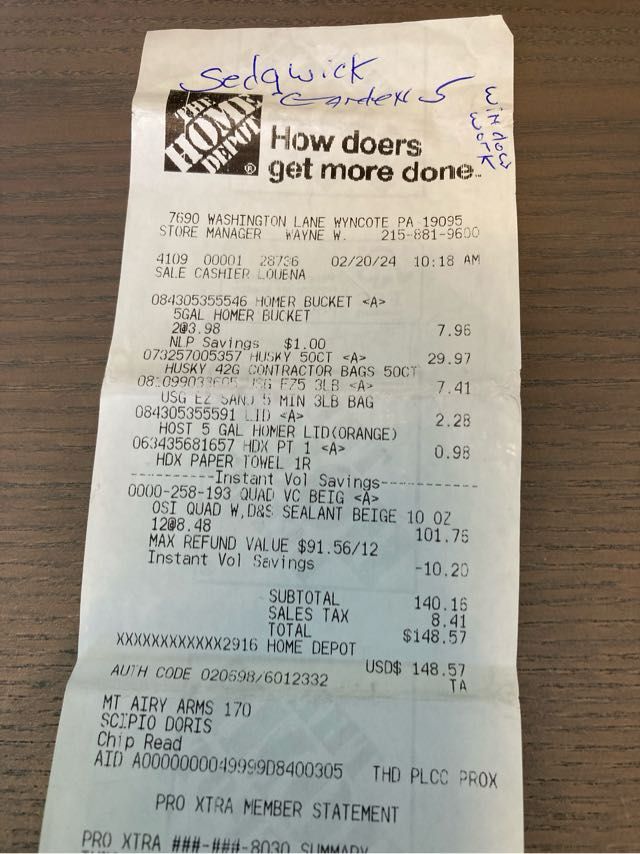 Sedgwick
Gardens
WINDOW
WORK
THE
HOME
DEPOT
®
How doers
get more done™
7690 WASHINGTON LANE WYNCOTE PA 19095
STORE MANAGER WAYNE W. 215-881-9600
4109 00001 28736 02/20/24 10:18 AM
SALE CASHIER LOUENA
084305355546 HOMER BUCKET <A>
5GAL HOMER BUCKET
2@3.98 7.96
NLP Savings $1.00
073257005357 HUSKY 50CT <A> 29.97
HUSKY 42G CONTRACTOR BAGS 50CT
3LB <A> 7.41
USG EZ SAND 5 MIN 3LB BAG
084305355591 LID <A> 2.28
HOST 5 GAL HOMER LID(ORANGE)
063435681657 HDX PT 1 <A> 0.98
HDX PAPER TOWEL 1R
----------Instant Vol Savings------------
0000-258-193 QUAD VC BEIG <A>
OSI QUAD W,D&S SEALANT BEIGE 10 OZ
12@8.48 101.76
MAX REFUND VALUE $91.56/12
Instant Vol Savings -10.20
SUBTOTAL 140.16
SALES TAX 8.41
TOTAL $148.57
XXXXXXXXXXXX2916 HOME DEPOT
USD$ 148.57
AUTH CODE 020698/6012332 TA
MT AIRY ARMS 170
SCIPIO DORIS
Chip Read
AID A0000000049999D8400305 THD PLCC PROX
PRO XTRA MEMBER STATEMENT
PRO XTRA ###-###-8030 SUMMARY